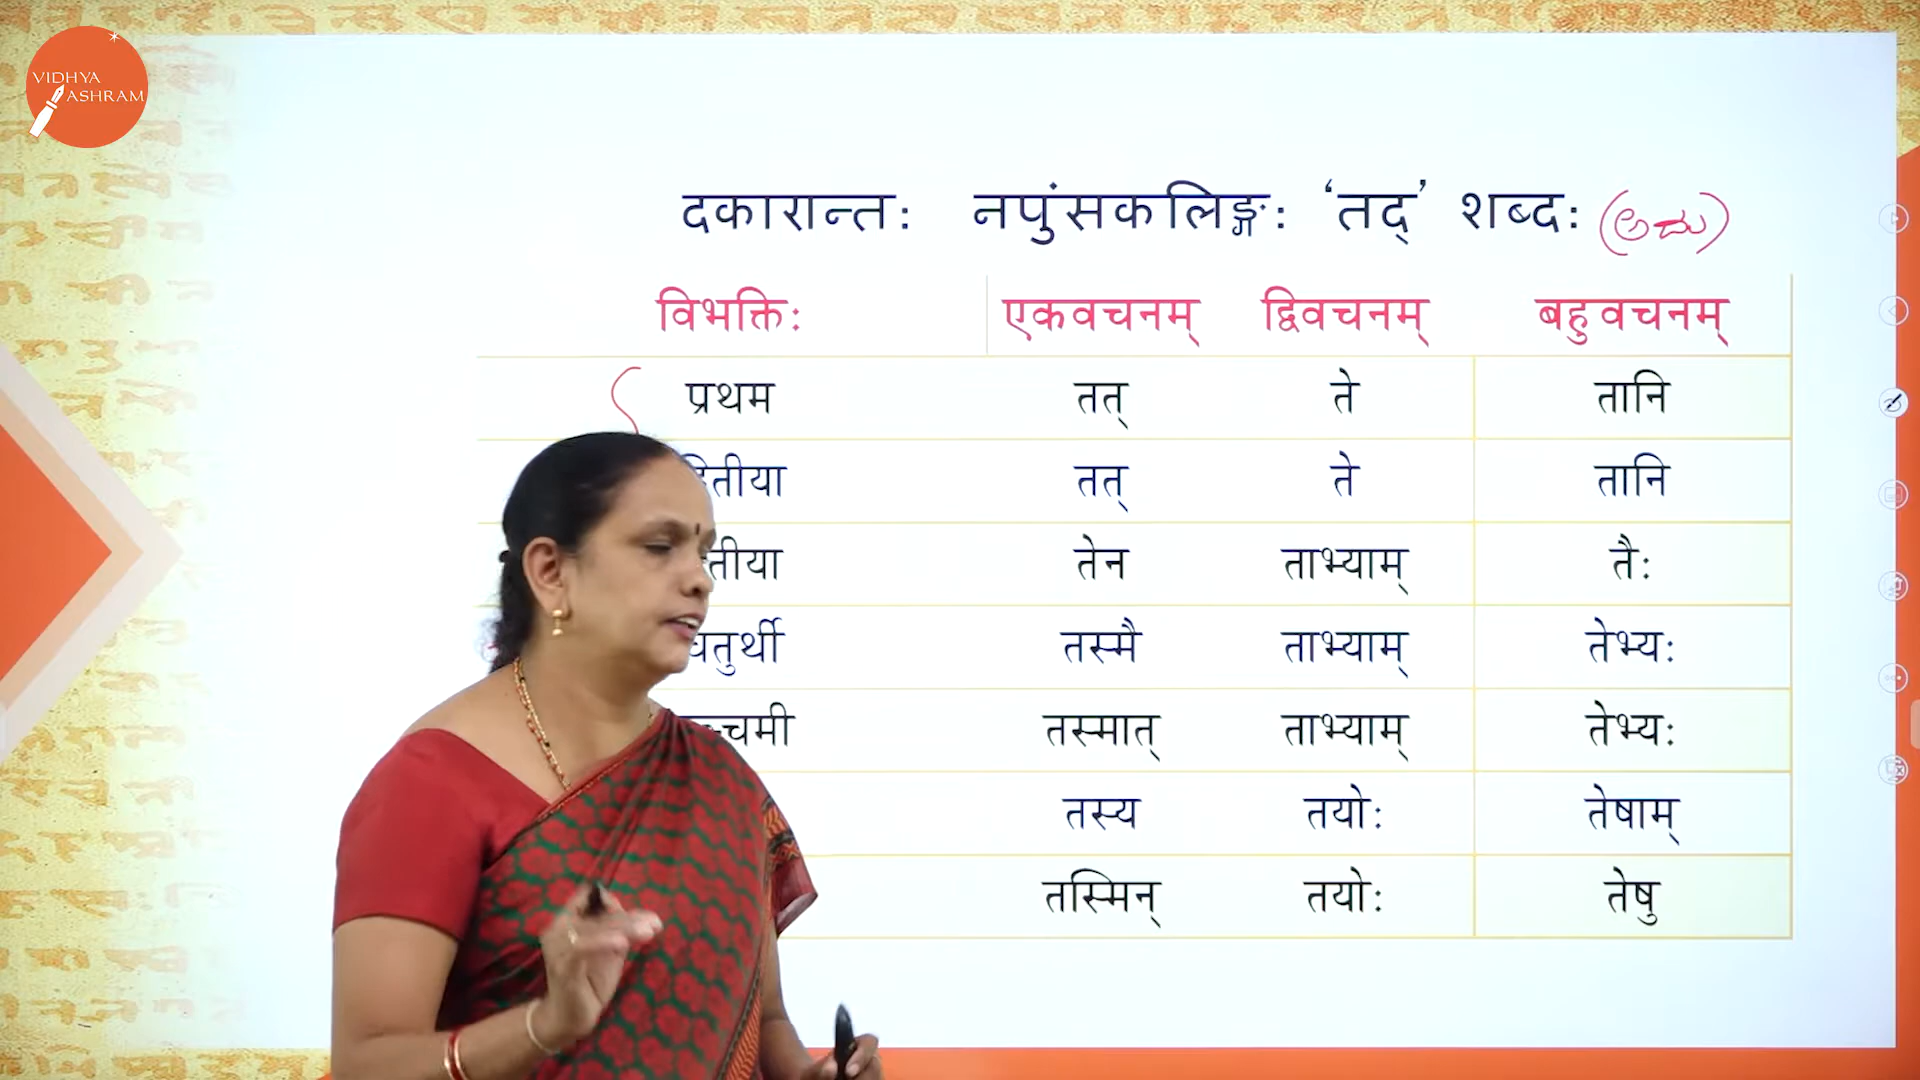 VIDHYA
ASHRAM
दकारान्तः नपुंसकलिङ्गः ‘तद्’ शब्दः (ಅದು)
विभक्तिः एकवचनम् द्विवचनम् बहुवचनम्
प्रथम तत् ते तानि
तत् ते तानि
तेन ताभ्याम् तैः
तस्मै ताभ्याम् तेभ्यः
तस्मात् ताभ्याम् तेभ्यः
तस्य तयोः तेषाम्
तस्मिन् तयोः तेषु